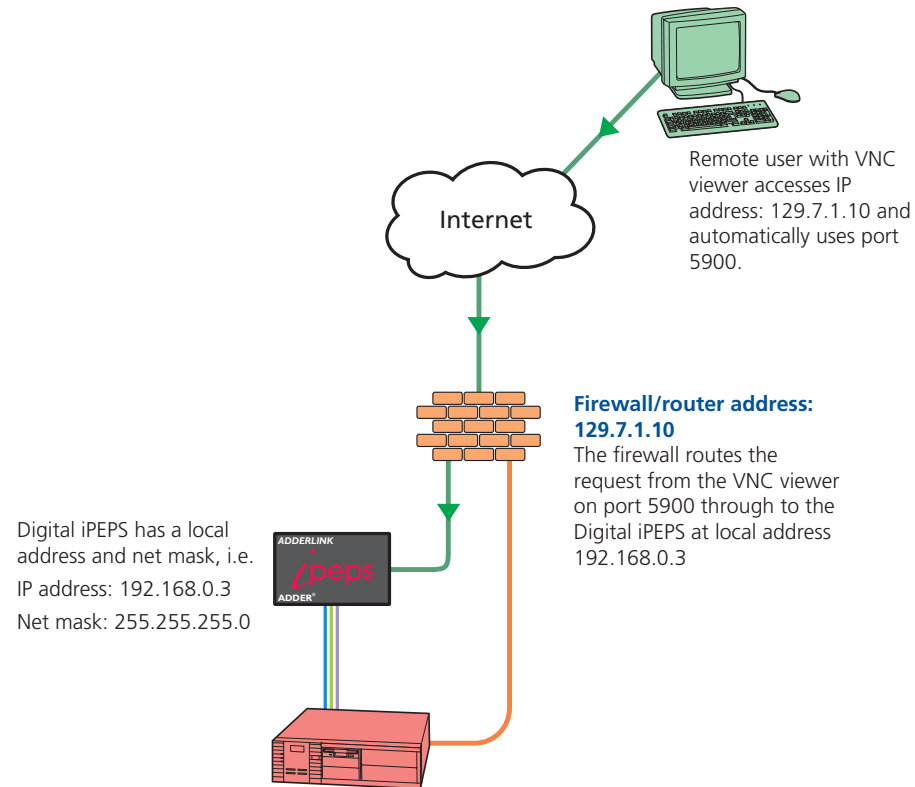 Remote user with VNC
viewer accesses IP
address: 129.7.1.10 and
automatically uses port
5900.
Internet
Firewall/router address:
129.7.1.10
The firewall routes the
request from the VNC viewer
on port 5900 through to the
Digital iPEPS at local address
192.168.0.3
Digital iPEPS has a local
address and net mask, i.e.
IP address: 192.168.0.3
Net mask: 255.255.255.0
ADDERLINK
ipeps
ADDER®